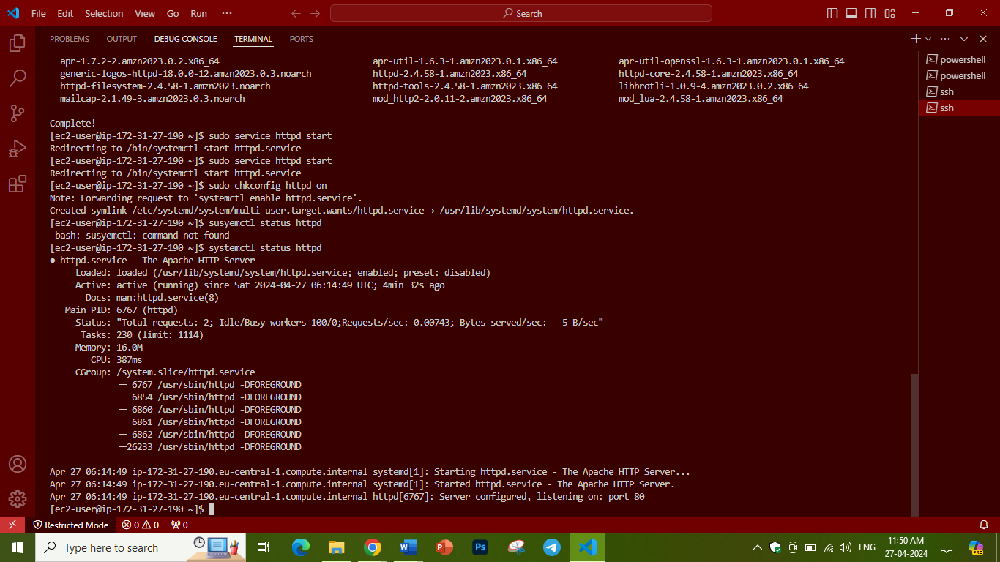 File Edit Selection View Go Run ···
Search
PROBLEMS OUTPUT DEBUG CONSOLE TERMINAL PORTS
apr-1.7.2-2.amzn2023.0.2.x86_64 apr-util-1.6.3-1.amzn2023.0.1.x86_64 apr-util-openssl-1.6.3-1.amzn2023.0.1.x86_64
generic-logos-httpd-18.0.0-12.amzn2023.0.3.noarch httpd-2.4.58-1.amzn2023.x86_64 httpd-core-2.4.58-1.amzn2023.x86_64
httpd-filesystem-2.4.58-1.amzn2023.noarch httpd-tools-2.4.58-1.amzn2023.x86_64 libbrotli-1.0.9-4.amzn2023.0.2.x86_64
mailcap-2.1.49-3.amzn2023.0.3.noarch mod_http2-2.0.11-2.amzn2023.x86_64 mod_lua-2.4.58-1.amzn2023.x86_64
Complete!
[ec2-user@ip-172-31-27-190 ~]$ sudo service httpd start
Redirecting to /bin/systemctl start httpd.service
[ec2-user@ip-172-31-27-190 ~]$ sudo service httpd start
Redirecting to /bin/systemctl start httpd.service
[ec2-user@ip-172-31-27-190 ~]$ sudo chkconfig httpd on
Note: Forwarding request to 'systemctl enable httpd.service'.
Created symlink /etc/systemd/system/multi-user.target.wants/httpd.service → /usr/lib/systemd/system/httpd.service.
[ec2-user@ip-172-31-27-190 ~]$ susyemctl status httpd
-bash: susyemctl: command not found
[ec2-user@ip-172-31-27-190 ~]$ systemctl status httpd
● httpd.service - The Apache HTTP Server
Loaded: loaded (/usr/lib/systemd/system/httpd.service; enabled; preset: disabled)
Active: active (running) since Sat 2024-04-27 06:14:49 UTC; 4min 32s ago
Docs: man:httpd.service(8)
Main PID: 6767 (httpd)
Status: "Total requests: 2; Idle/Busy workers 100/0;Requests/sec: 0.00743; Bytes served/sec: 5 B/sec"
Tasks: 230 (limit: 1114)
Memory: 16.0M
CPU: 387ms
CGroup: /system.slice/httpd.service
├─ 6767 /usr/sbin/httpd -DFOREGROUND
├─ 6854 /usr/sbin/httpd -DFOREGROUND
├─ 6860 /usr/sbin/httpd -DFOREGROUND
├─ 6861 /usr/sbin/httpd -DFOREGROUND
├─ 6862 /usr/sbin/httpd -DFOREGROUND
└─26233 /usr/sbin/httpd -DFOREGROUND
Apr 27 06:14:49 ip-172-31-27-190.eu-central-1.compute.internal systemd[1]: Starting httpd.service - The Apache HTTP Server...
Apr 27 06:14:49 ip-172-31-27-190.eu-central-1.compute.internal systemd[1]: Started httpd.service - The Apache HTTP Server.
Apr 27 06:14:49 ip-172-31-27-190.eu-central-1.compute.internal httpd[6767]: Server configured, listening on: port 80
[ec2-user@ip-172-31-27-190 ~]$
powershell
powershell
ssh
ssh
Restricted Mode 0 0 0
Type here to search
ENG
11:50 AM
27-04-2024
PRE